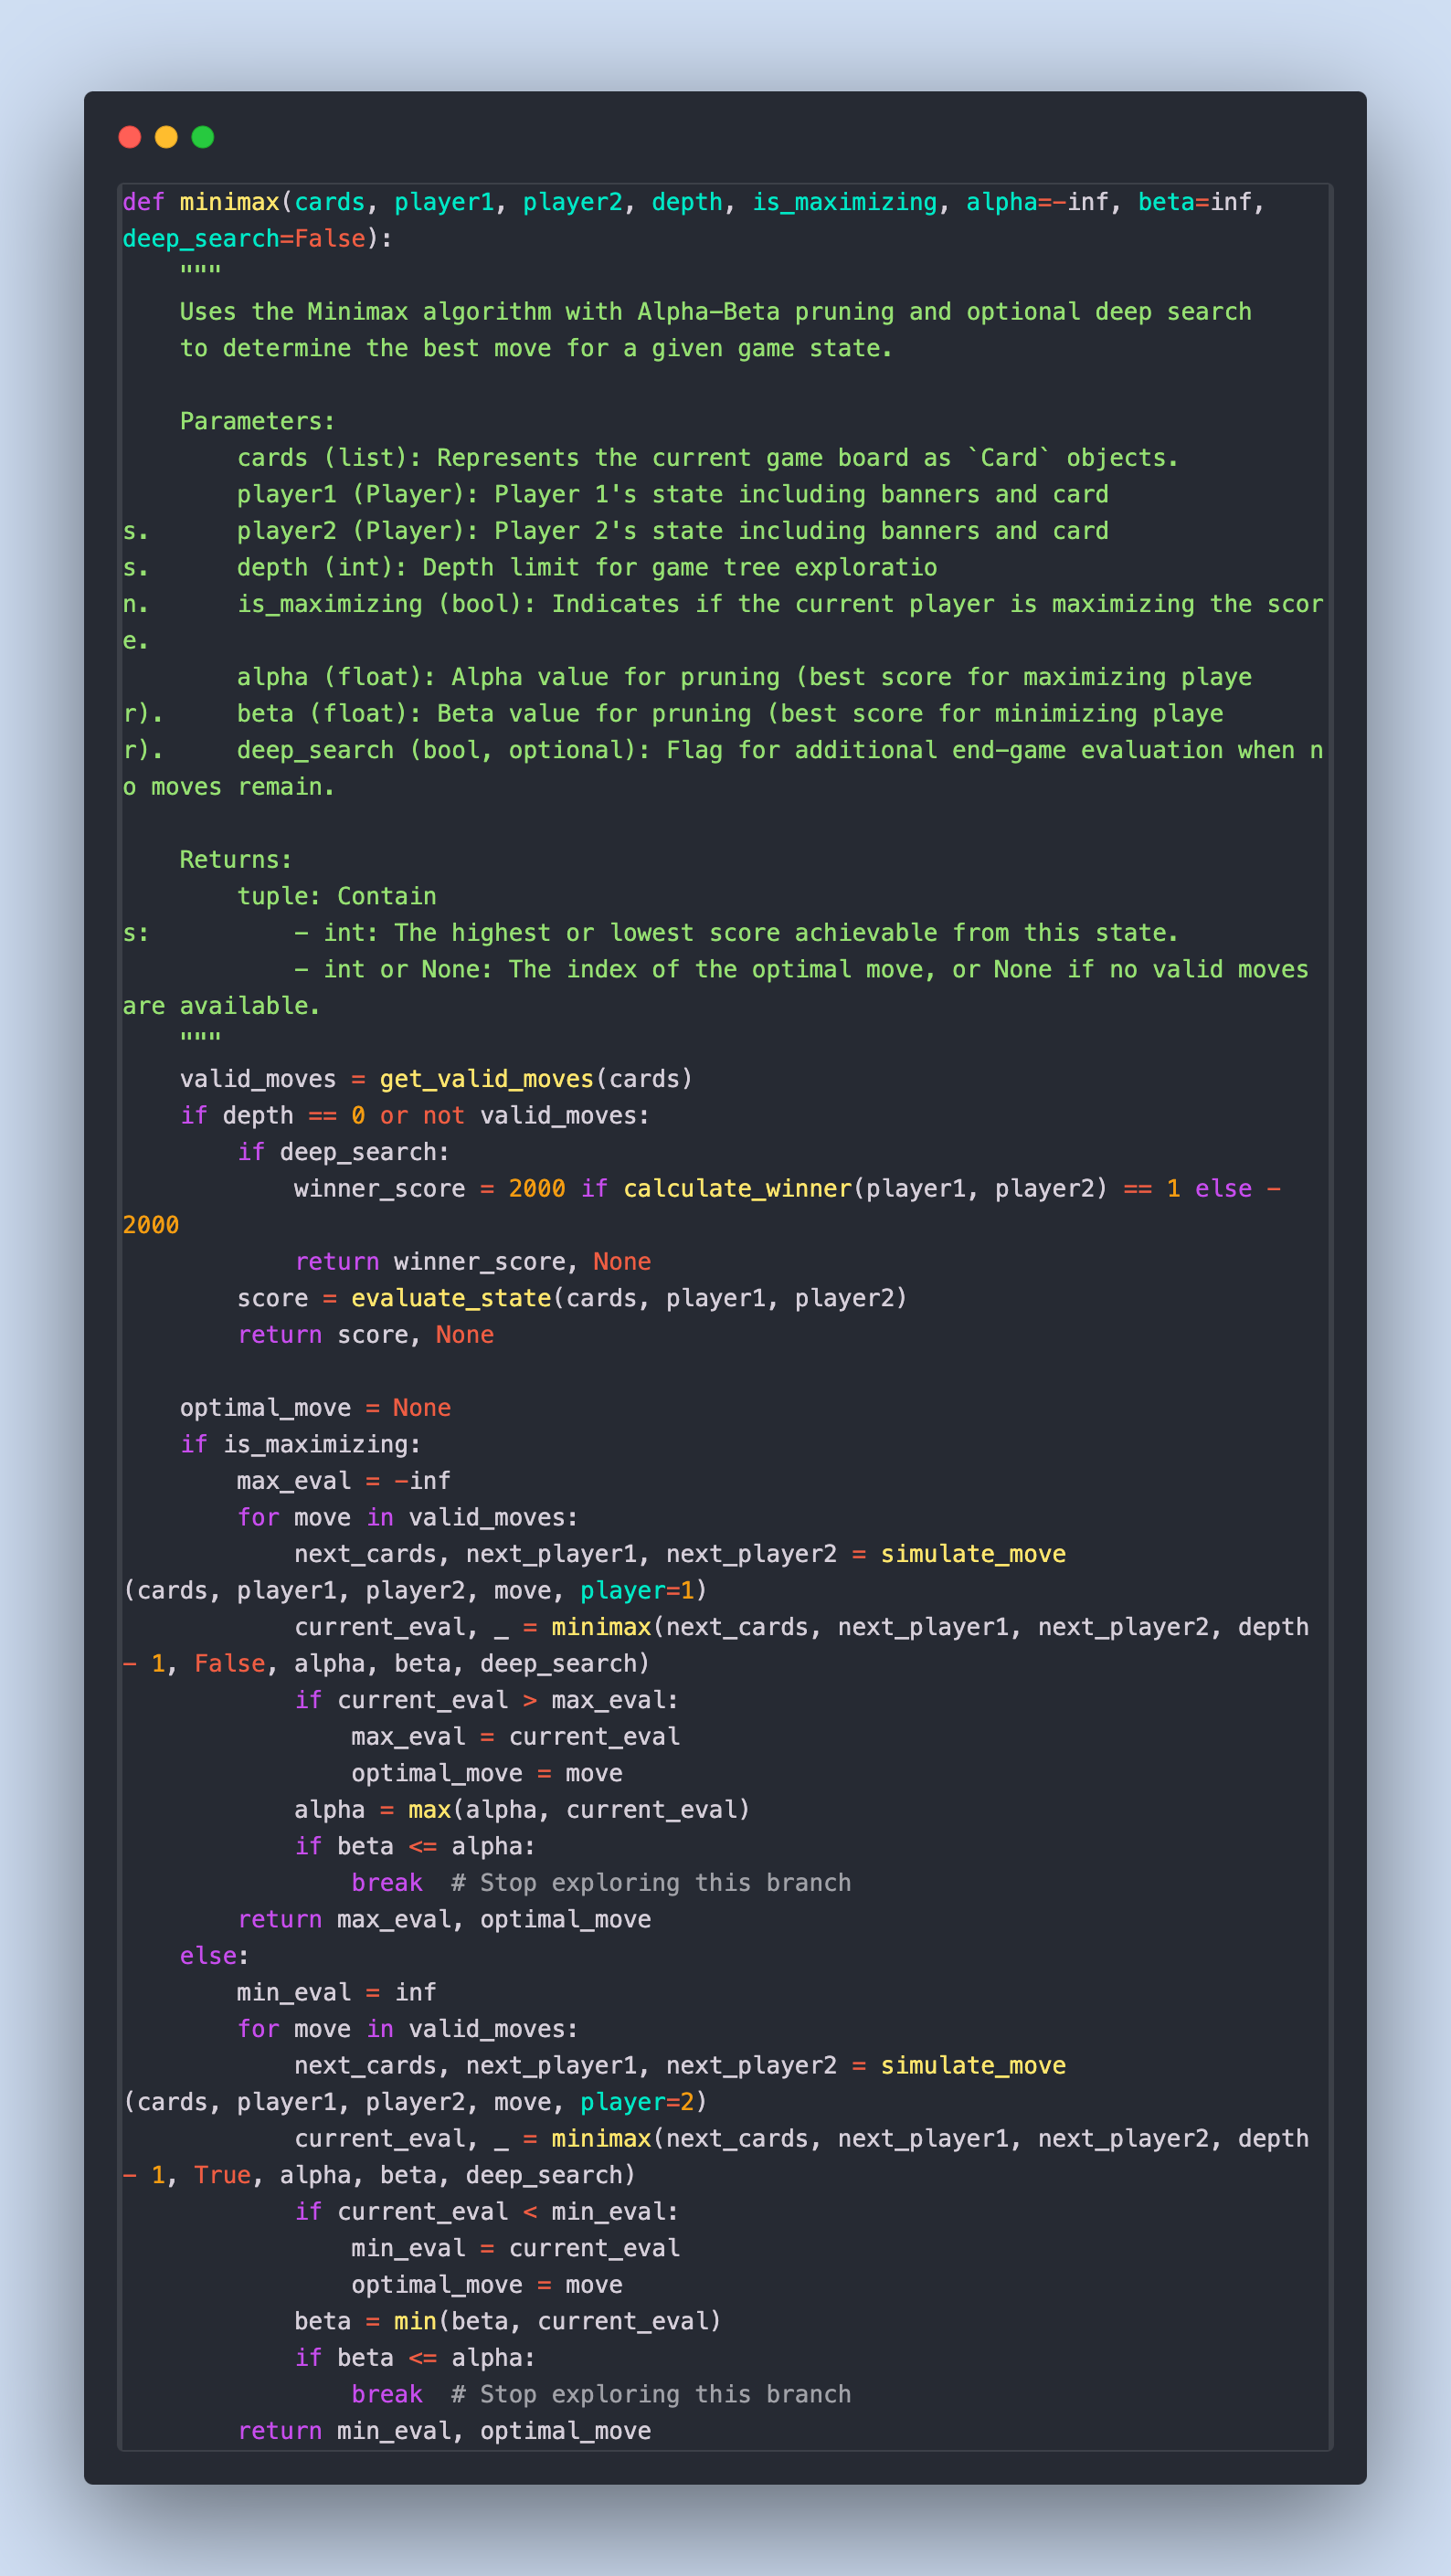 def minimax(cards, player1, player2, depth, is_maximizing, alpha=-inf, beta=inf,
deep_search=False):
    """
    Uses the Minimax algorithm with Alpha-Beta pruning and optional deep search
    to determine the best move for a given game state.

    Parameters:
        cards (list): Represents the current game board as `Card` objects.
        player1 (Player): Player 1's state including banners and card
s.      player2 (Player): Player 2's state including banners and card
s.      depth (int): Depth limit for game tree exploratio
n.      is_maximizing (bool): Indicates if the current player is maximizing the scor
e.
        alpha (float): Alpha value for pruning (best score for maximizing playe
r).     beta (float): Beta value for pruning (best score for minimizing playe
r).     deep_search (bool, optional): Flag for additional end-game evaluation when n
o moves remain.

    Returns:
        tuple: Contain
s:          - int: The highest or lowest score achievable from this state.
            - int or None: The index of the optimal move, or None if no valid moves
are available.
    """
    valid_moves = get_valid_moves(cards)
    if depth == 0 or not valid_moves:
        if deep_search:
            winner_score = 2000 if calculate_winner(player1, player2) == 1 else -
2000
            return winner_score, None
        score = evaluate_state(cards, player1, player2)
        return score, None

    optimal_move = None
    if is_maximizing:
        max_eval = -inf
        for move in valid_moves:
            next_cards, next_player1, next_player2 = simulate_move
(cards, player1, player2, move, player=1)
            current_eval, _ = minimax(next_cards, next_player1, next_player2, depth
- 1, False, alpha, beta, deep_search)
            if current_eval > max_eval:
                max_eval = current_eval
                optimal_move = move
            alpha = max(alpha, current_eval)
            if beta <= alpha:
                break  # Stop exploring this branch
        return max_eval, optimal_move
    else:
        min_eval = inf
        for move in valid_moves:
            next_cards, next_player1, next_player2 = simulate_move
(cards, player1, player2, move, player=2)
            current_eval, _ = minimax(next_cards, next_player1, next_player2, depth
- 1, True, alpha, beta, deep_search)
            if current_eval < min_eval:
                min_eval = current_eval
                optimal_move = move
            beta = min(beta, current_eval)
            if beta <= alpha:
                break  # Stop exploring this branch
        return min_eval, optimal_move